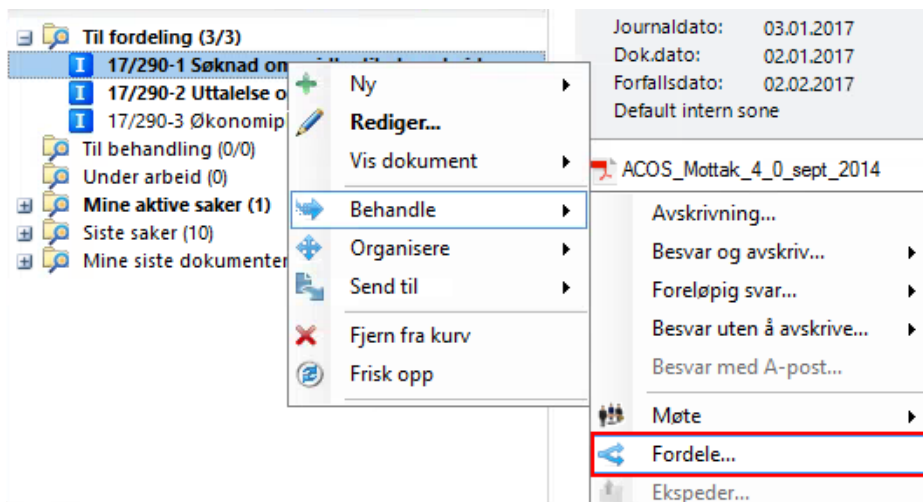 Til fordeling (3/3)
17/290-1 Søknad om
17/290-2 Uttalelse o
17/290-3 Økonomip
Til behandling (0/0)
Under arbeid (0)
Mine aktive saker (1)
Siste saker (10)
Mine siste dokumenter
Ny
Rediger...
Vis dokument
Behandle
Organisere
Send til
Fjern fra kurv
Frisk opp
Journaldato: 03.01.2017
Dok.dato: 02.01.2017
Forfallsdato: 02.02.2017
Default intern sone
ACOS_Mottak_4_0_sept_2014
Avskrivning...
Besvar og avskriv...
Foreløpig svar...
Besvar uten å avskrive...
Besvar med A-post...
Møte
Fordele...
Ekspeder...